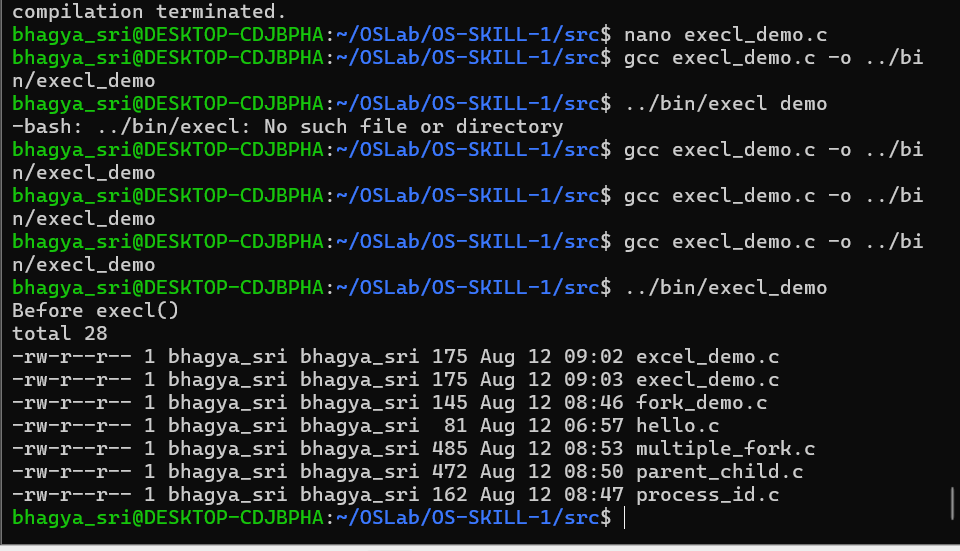 compilation terminated.
bhagya_sri@DESKTOP-CDJBPHA:~/OSLab/OS-SKILL-1/src$ nano execl_demo.c
bhagya_sri@DESKTOP-CDJBPHA:~/OSLab/OS-SKILL-1/src$ gcc execl_demo.c -o ../bi
n/execl_demo
bhagya_sri@DESKTOP-CDJBPHA:~/OSLab/OS-SKILL-1/src$ ../bin/execl demo
-bash: ../bin/execl: No such file or directory
bhagya_sri@DESKTOP-CDJBPHA:~/OSLab/OS-SKILL-1/src$ gcc execl_demo.c -o ../bi
n/execl_demo
bhagya_sri@DESKTOP-CDJBPHA:~/OSLab/OS-SKILL-1/src$ gcc execl_demo.c -o ../bi
n/execl_demo
bhagya_sri@DESKTOP-CDJBPHA:~/OSLab/OS-SKILL-1/src$ gcc execl_demo.c -o ../bi
n/execl_demo
bhagya_sri@DESKTOP-CDJBPHA:~/OSLab/OS-SKILL-1/src$ ../bin/execl_demo
Before execl()
total 28
-rw-r--r-- 1 bhagya_sri bhagya_sri 175 Aug 12 09:02 excel_demo.c
-rw-r--r-- 1 bhagya_sri bhagya_sri 175 Aug 12 09:03 execl_demo.c
-rw-r--r-- 1 bhagya_sri bhagya_sri 145 Aug 12 08:46 fork_demo.c
-rw-r--r-- 1 bhagya_sri bhagya_sri  81 Aug 12 06:57 hello.c
-rw-r--r-- 1 bhagya_sri bhagya_sri 485 Aug 12 08:53 multiple_fork.c
-rw-r--r-- 1 bhagya_sri bhagya_sri 472 Aug 12 08:50 parent_child.c
-rw-r--r-- 1 bhagya_sri bhagya_sri 162 Aug 12 08:47 process_id.c
bhagya_sri@DESKTOP-CDJBPHA:~/OSLab/OS-SKILL-1/src$